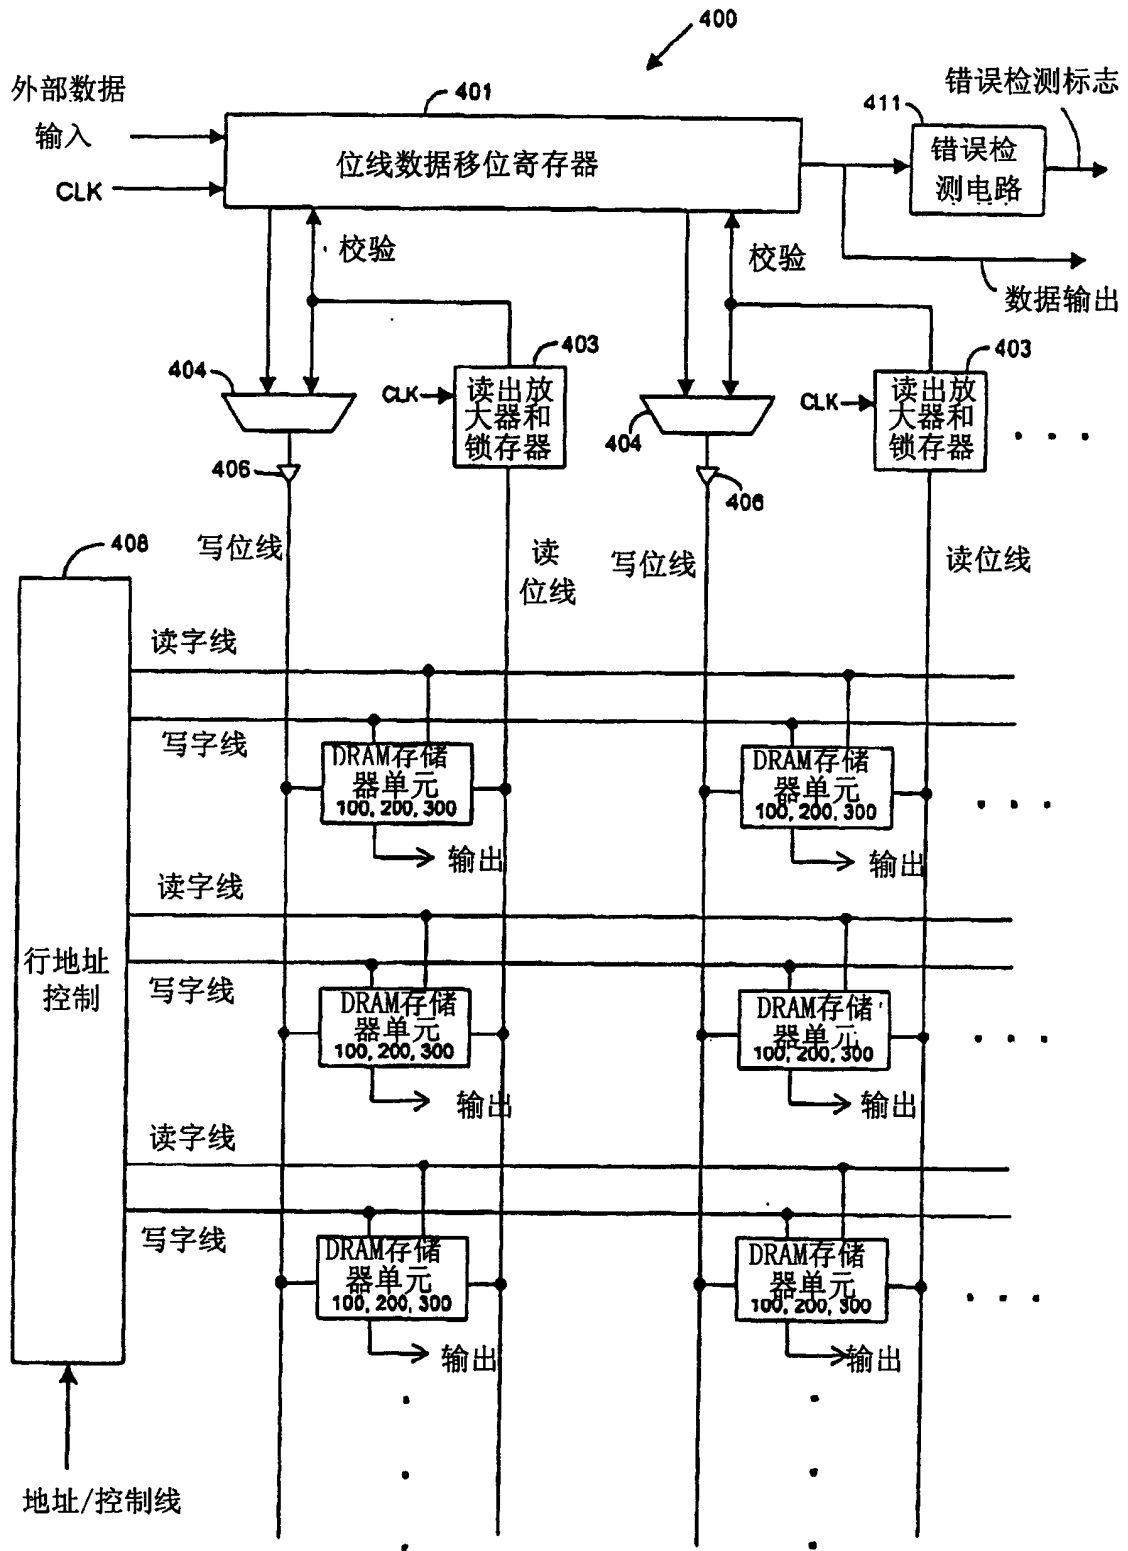 400
外部数据
输入
CLK
401
位线数据移位寄存器
411
错误检
测电路
错误检测标志
数据输出
校验
校验
404
CLK
403
读出放
大器和
锁存器
404
CLK
403
读出放
大器和
锁存器
406
406
写位线
读
位线
写位线
读位线
408
行地址
控制
读字线
写字线
DRAM存储
器单元
100, 200, 300
输出
DRAM存储
器单元
100, 200, 300
输出
读字线
写字线
DRAM存储
器单元
100, 200, 300
输出
DRAM存储
器单元
100, 200, 300
输出
读字线
写字线
DRAM存储
器单元
100, 200, 300
输出
DRAM存储
器单元
100, 200, 300
输出
地址/控制线